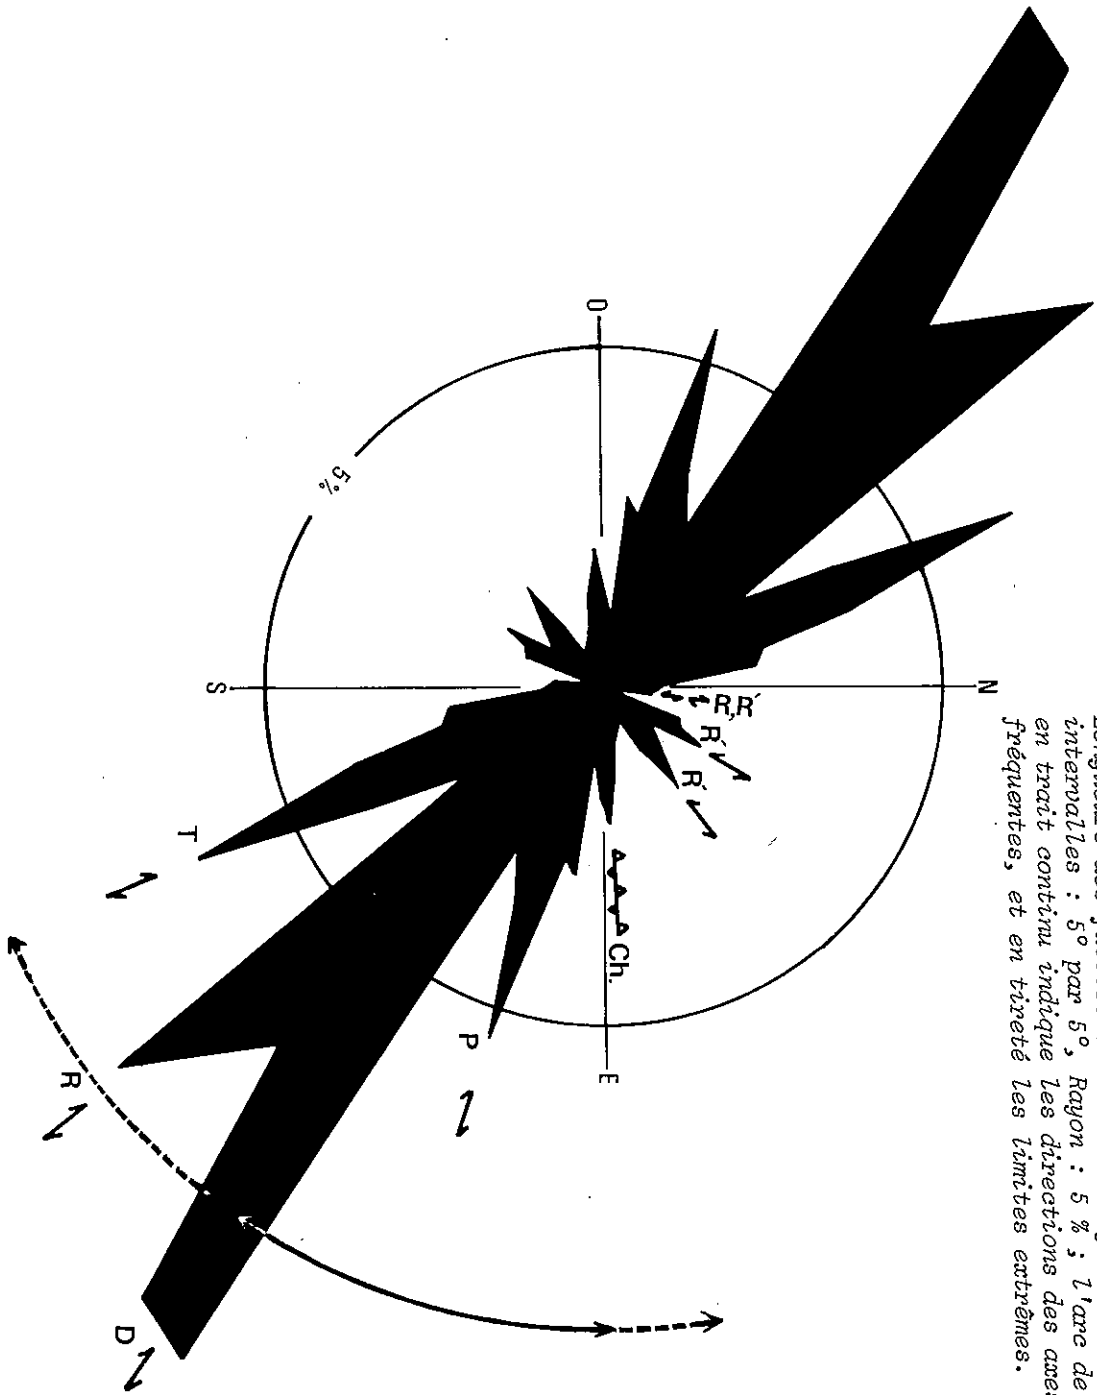 intervalles : 5° par 5°, Rayon : 5 % ; l'arc de
en trait continu indique les directions des axes
fréquentes, et en tireté les limites extrêmes.
N
O
5%
S
E
R,R´
R´
R´
Ch.
T
P
R
D